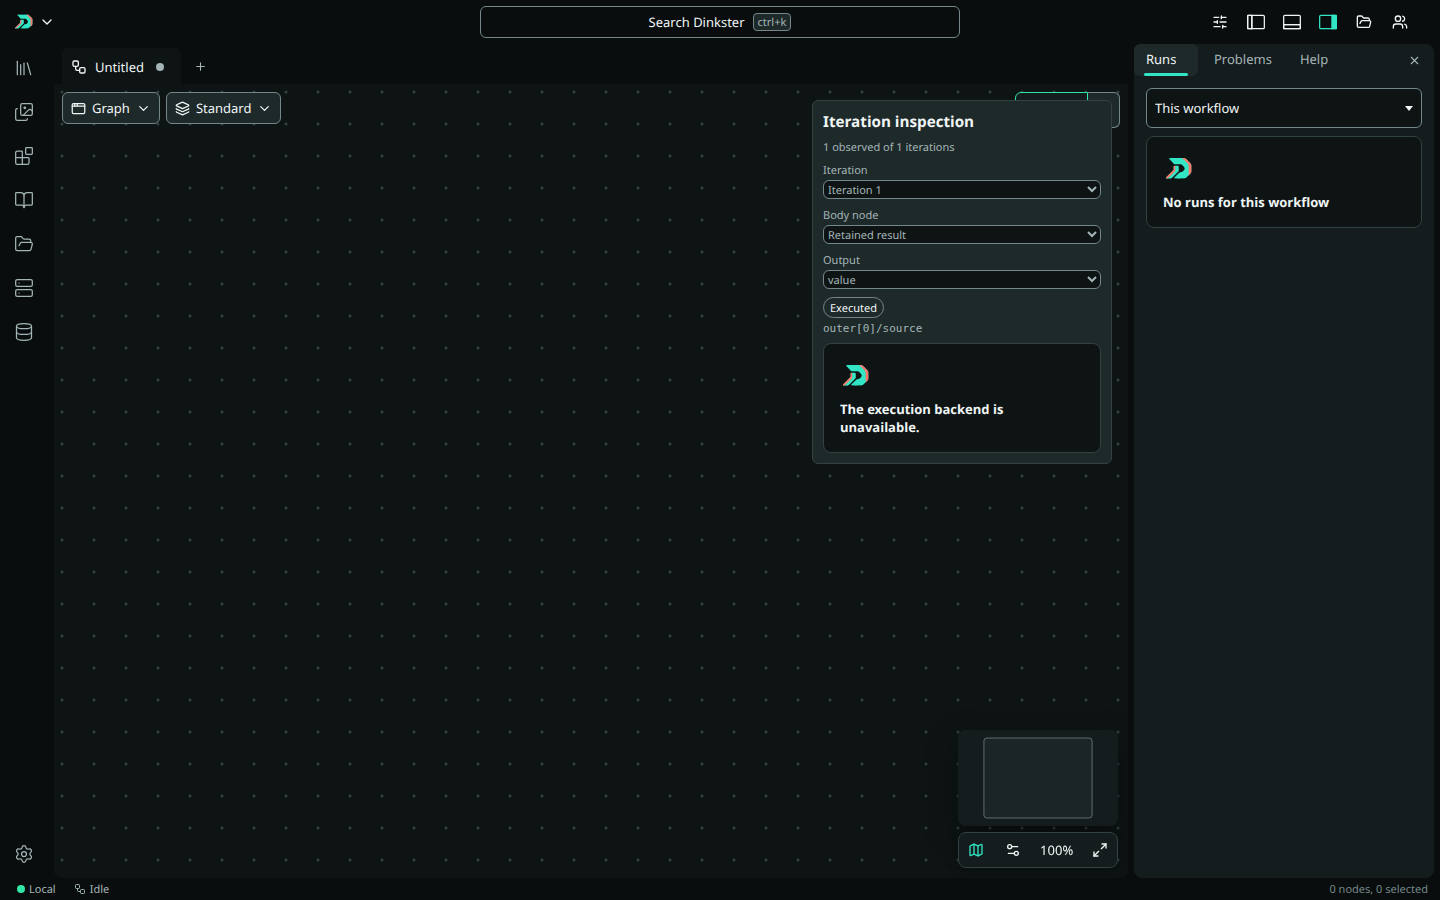 Search Dinkster ctrl+k
Untitled
Graph
Standard
Iteration inspection
1 observed of 1 iterations
Iteration
Iteration 1
Body node
Retained result
Output
value
Executed
outer[0]/source
The execution backend is
unavailable.
Runs Problems Help
This workflow
No runs for this workflow
100%
Local Idle
0 nodes, 0 selected